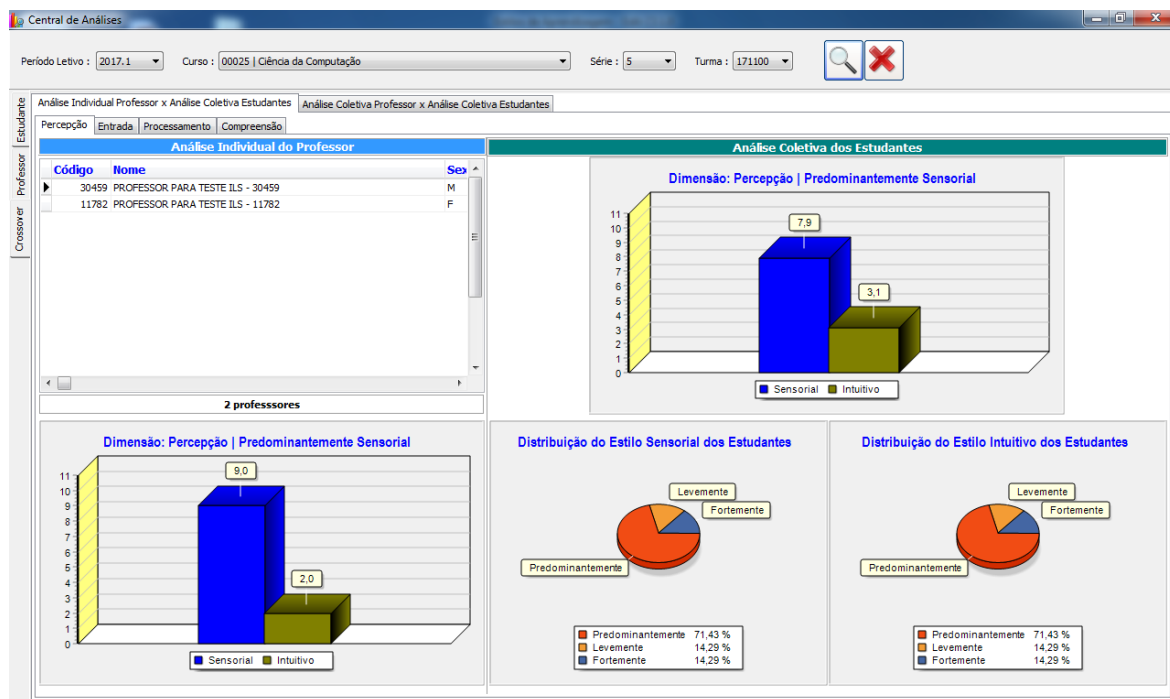 Central de Análises
Período Letivo : 2017.1 Curso : 00025 | Ciência da Computação Série : 5 Turma : 171100
Estudante
Professor
Crossover
Análise Individual Professor x Análise Coletiva Estudantes Análise Coletiva Professor x Análise Coletiva Estudantes
Percepção Entrada Processamento Compreensão
Análise Individual do Professor
Código Nome Sex
30459 PROFESSOR PARA TESTE ILS - 30459 M
11782 PROFESSOR PARA TESTE ILS - 11782 F
2 professsores
Dimensão: Percepção | Predominantemente Sensorial
11
10
9
8
7
6
5
4
3
2
1
0
9,0
2,0
Sensorial Intuitivo
Análise Coletiva dos Estudantes
Dimensão: Percepção | Predominantemente Sensorial
11
10
9
8
7
6
5
4
3
2
1
0
7,9
3,1
Sensorial Intuitivo
Distribuição do Estilo Sensorial dos Estudantes
Levemente
Fortemente
Predominantemente
Predominantemente 71,43 %
Levemente 14,29 %
Fortemente 14,29 %
Distribuição do Estilo Intuitivo dos Estudantes
Levemente
Fortemente
Predominantemente
Predominantemente 71,43 %
Levemente 14,29 %
Fortemente 14,29 %